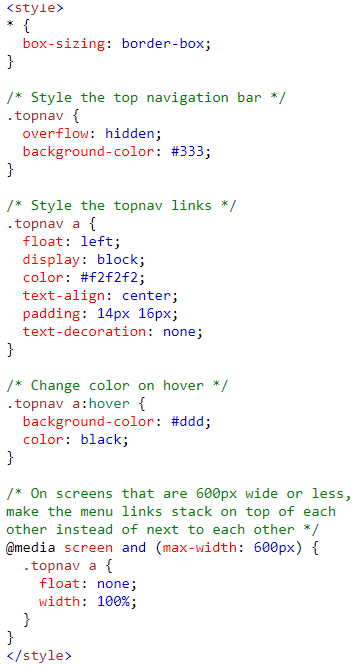 <style>
* {
  box-sizing: border-box;
}

/* Style the top navigation bar */
.topnav {
  overflow: hidden;
  background-color: #333;
}

/* Style the topnav links */
.topnav a {
  float: left;
  display: block;
  color: #f2f2f2;
  text-align: center;
  padding: 14px 16px;
  text-decoration: none;
}

/* Change color on hover */
.topnav a:hover {
  background-color: #ddd;
  color: black;
}

/* On screens that are 600px wide or less,
make the menu links stack on top of each
other instead of next to each other */
@media screen and (max-width: 600px) {
  .topnav a {
    float: none;
    width: 100%;
  }
}
</style>